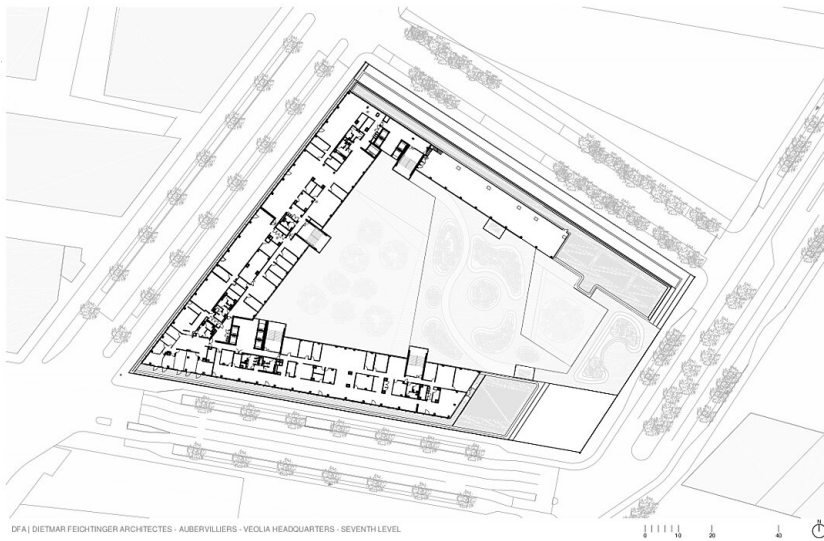 DFA | DIETMAR FEICHTINGER ARCHITECTES - AUBERVILLIERS - VEOLIA HEADQUARTERS - SEVENTH LEVEL
0 10 20 40
N